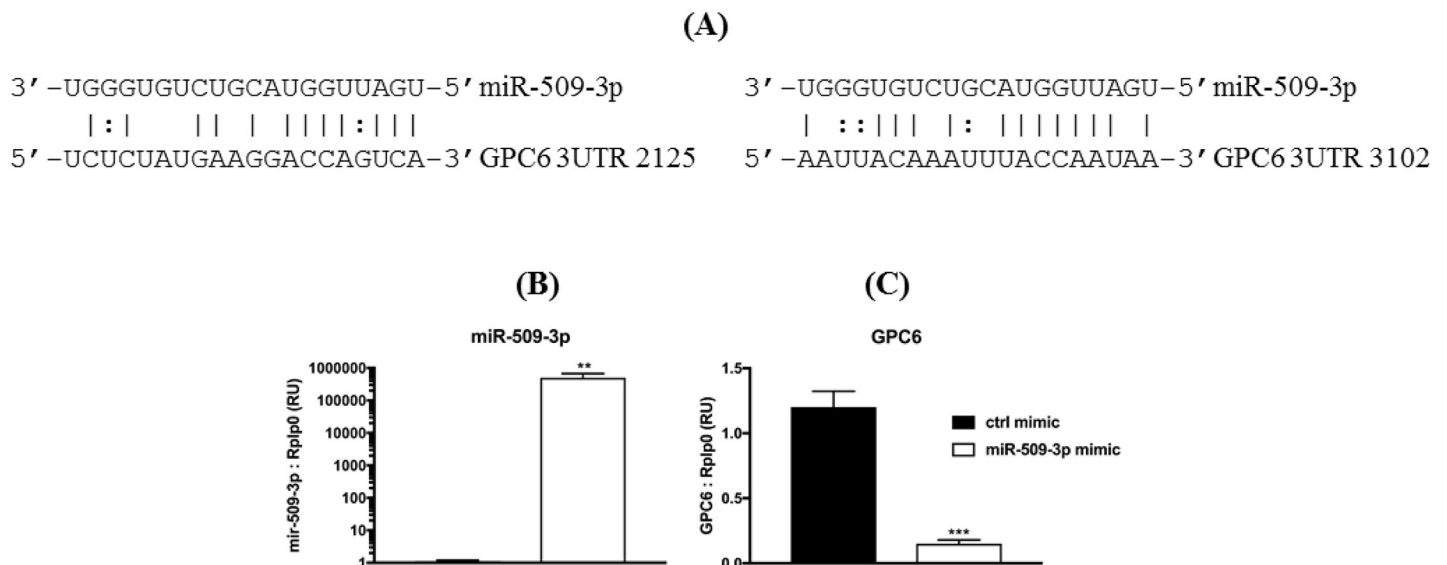 (A)
3'-UGGGUGUCUGCAUGGUUAGU-5' miR-509-3p
|:| || | ||||:|||
5'-UCUCUAUGAAGGACCAGUCA-3' GPC6 3UTR 2125
3'-UGGGUGUCUGCAUGGUUAGU-5' miR-509-3p
| ::||| |: ||||||| |
5'-AAUUACAAAUUUACCAAUAA-3' GPC6 3UTR 3102
(B)
miR-509-3p
mir-509-3p : Rplp0 (RU)
1000000
100000
10000
1000
100
10
1
**
(C)
GPC6
GPC6 : Rplp0 (RU)
1.5
1.0
0.5
0.0
***
ctrl mimic
miR-509-3p mimic